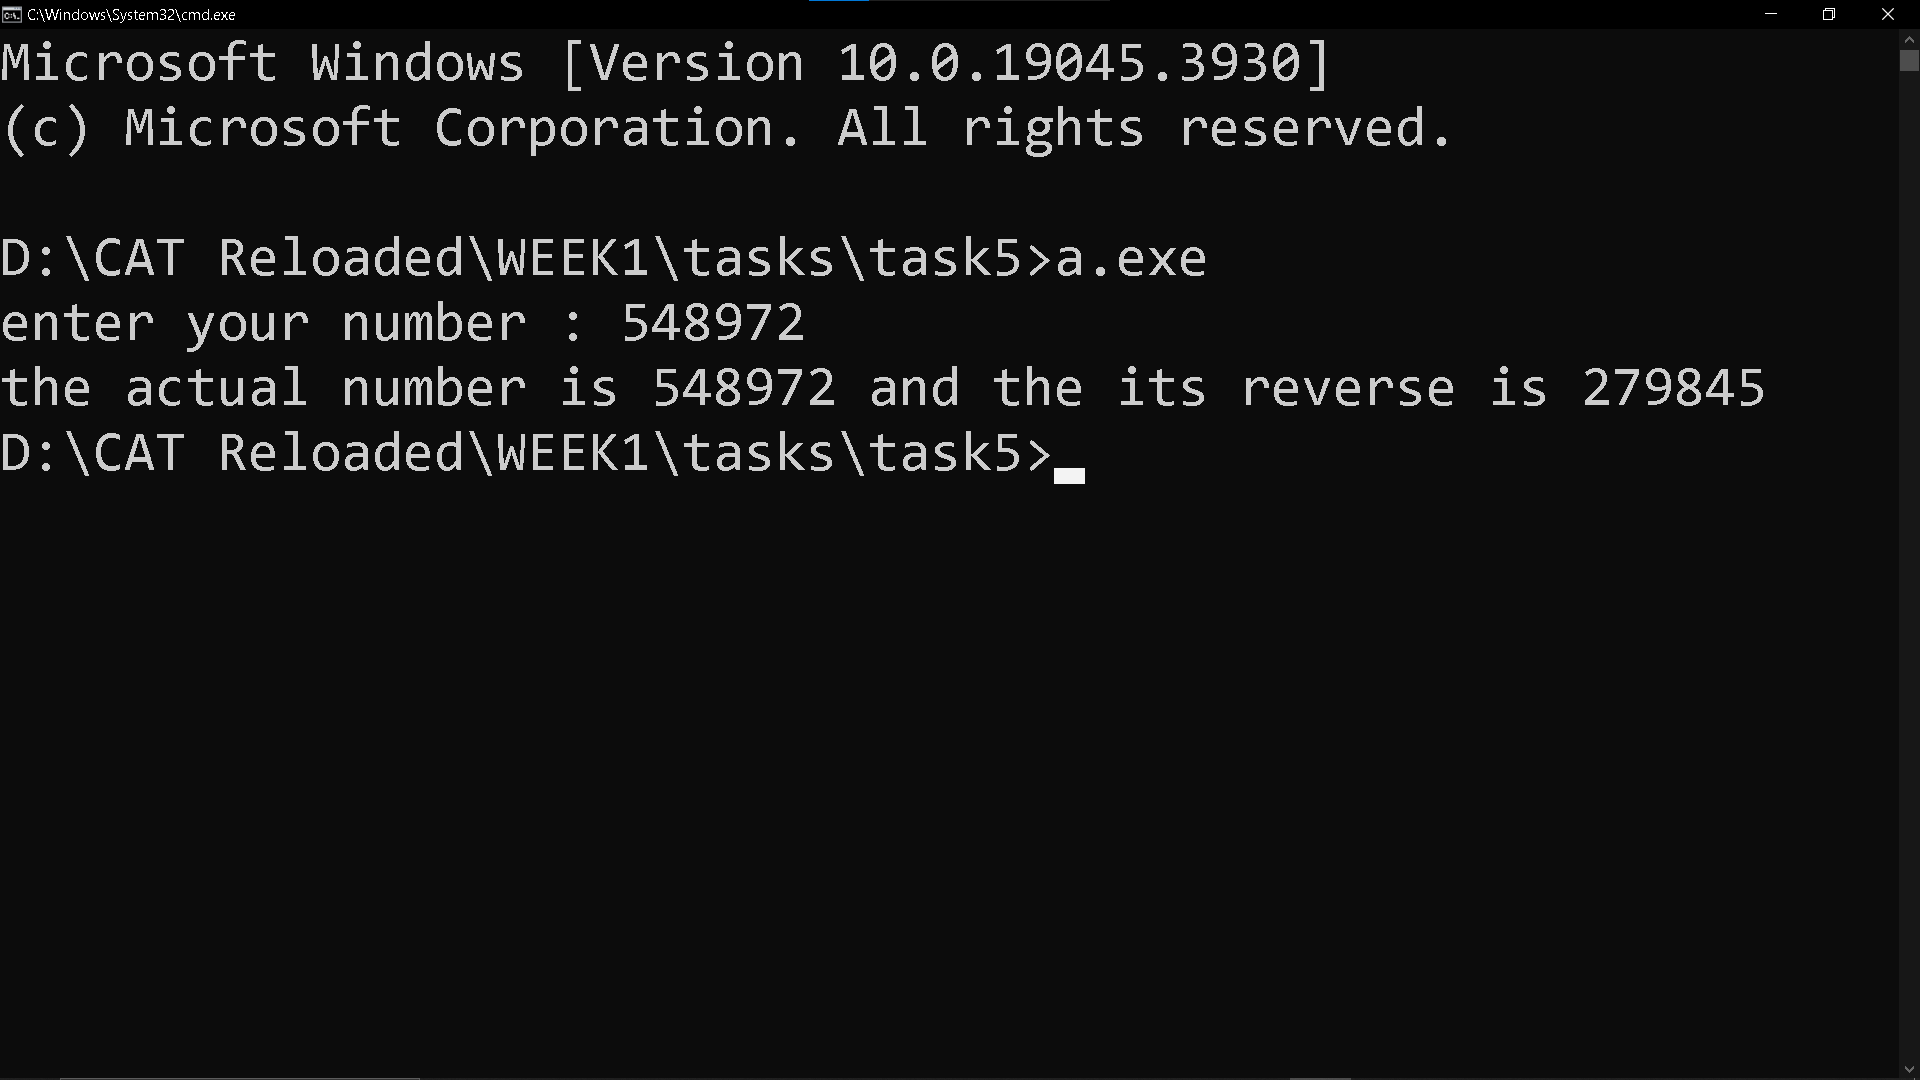 C:\Windows\System32\cmd.exe
Microsoft Windows [Version 10.0.19045.3930]
(c) Microsoft Corporation. All rights reserved.
D:\CAT Reloaded\WEEK1\tasks\task5>a.exe
enter your number : 548972
the actual number is 548972 and the its reverse is 279845
D:\CAT Reloaded\WEEK1\tasks\task5>